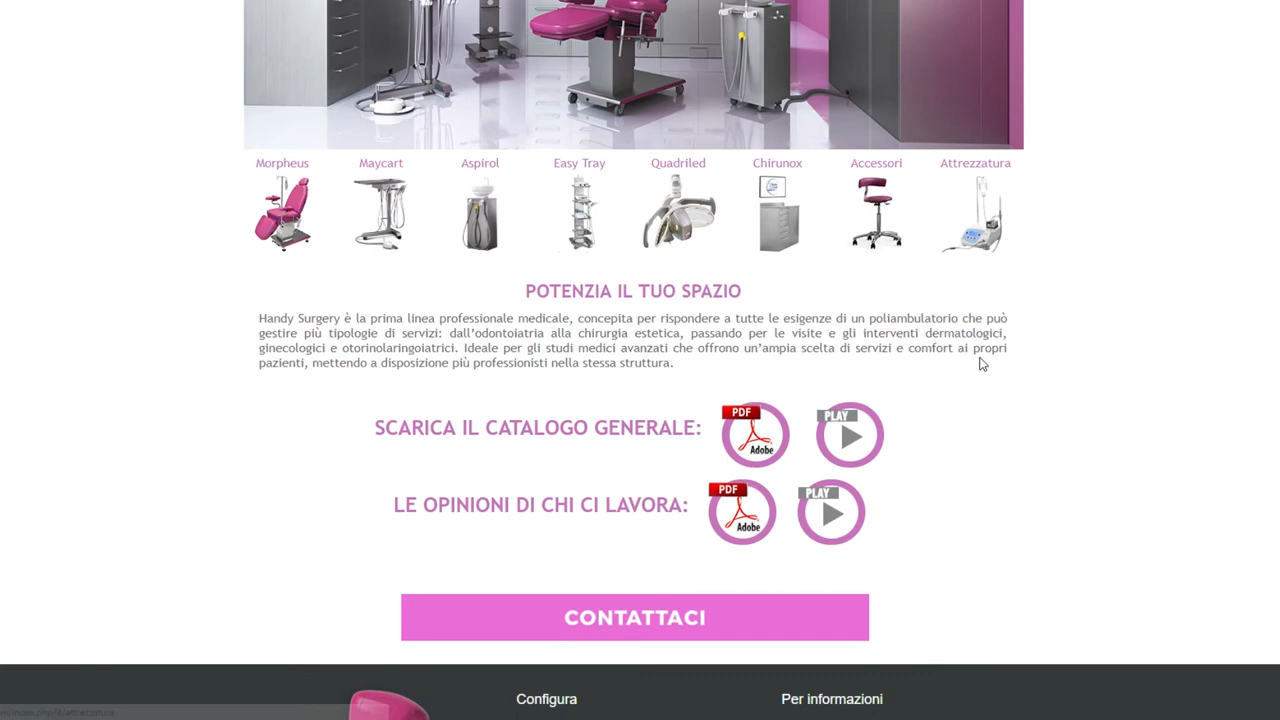 Morpheus Maycart Aspirol Easy Tray Quadriled Chirunox Accessori Attrezzatura
POTENZIA IL TUO SPAZIO
Handy Surgery è la prima linea professionale medicale, concepita per rispondere a tutte le esigenze di un poliambulatorio che può
gestire più tipologie di servizi: dall'odontoiatria alla chirurgia estetica, passando per le visite e gli interventi dermatologici,
ginecologici e otorinolaringoiatrici. Ideale per gli studi medici avanzati che offrono un'ampia scelta di servizi e comfort ai propri
pazienti, mettendo a disposizione più professionisti nella stessa struttura.
SCARICA IL CATALOGO GENERALE: PDF Adobe PLAY
LE OPINIONI DI CHI CI LAVORA: PDF Adobe PLAY
CONTATTACI
Configura Per informazioni